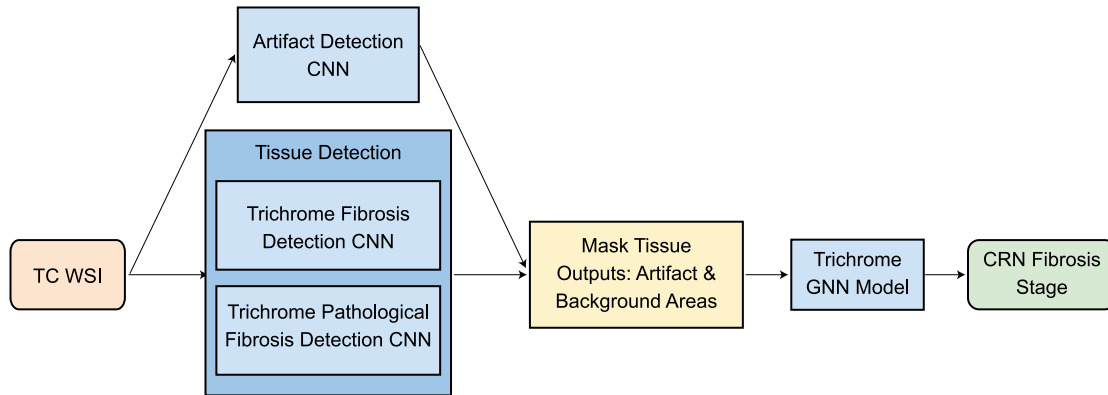 Artifact Detection
CNN
Tissue Detection
Trichrome Fibrosis
Detection CNN
Trichrome Pathological
Fibrosis Detection CNN
TC WSI
Mask Tissue
Outputs: Artifact &
Background Areas
Trichrome
GNN Model
CRN Fibrosis
Stage